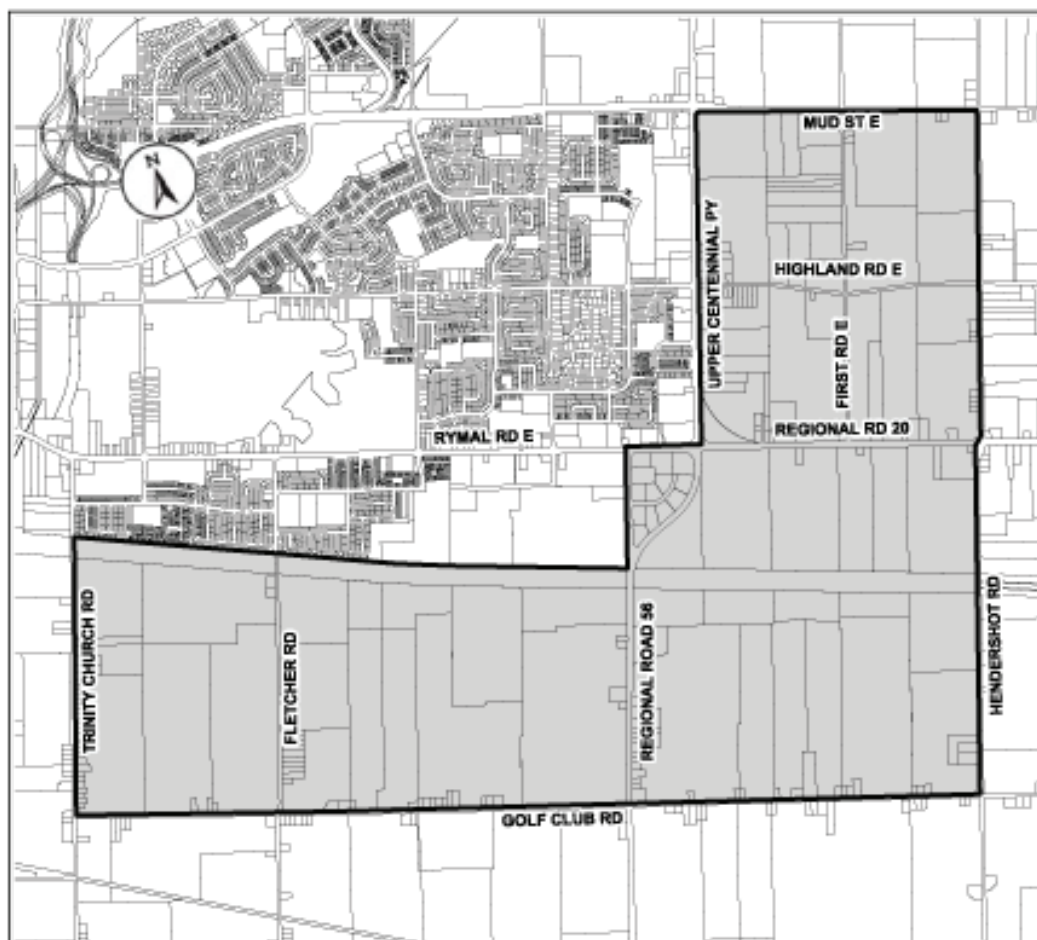 MUD ST E
N
UPPER CENTENNIAL PY
HIGHLAND RD E
FIRST RD E
REGIONAL RD 20
RYMAL RD E
TRINITY CHURCH RD
FLETCHER RD
REGIONAL ROAD 56
HENDERSHOT RD
GOLF CLUB RD